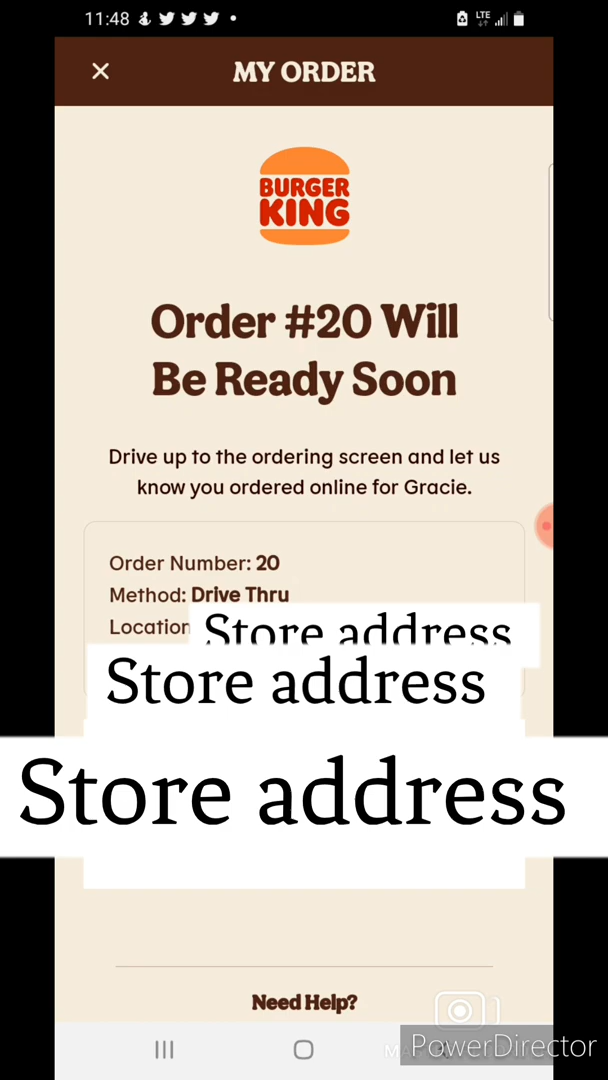 11:48
LTE
MY ORDER
BURGER
KING
Order #20 Will
Be Ready Soon
Drive up to the ordering screen and let us
know you ordered online for Gracie.
Order Number: 20
Method: Drive Thru
Location
Store address
Store address
Store address
Need Help?
PowerDirector